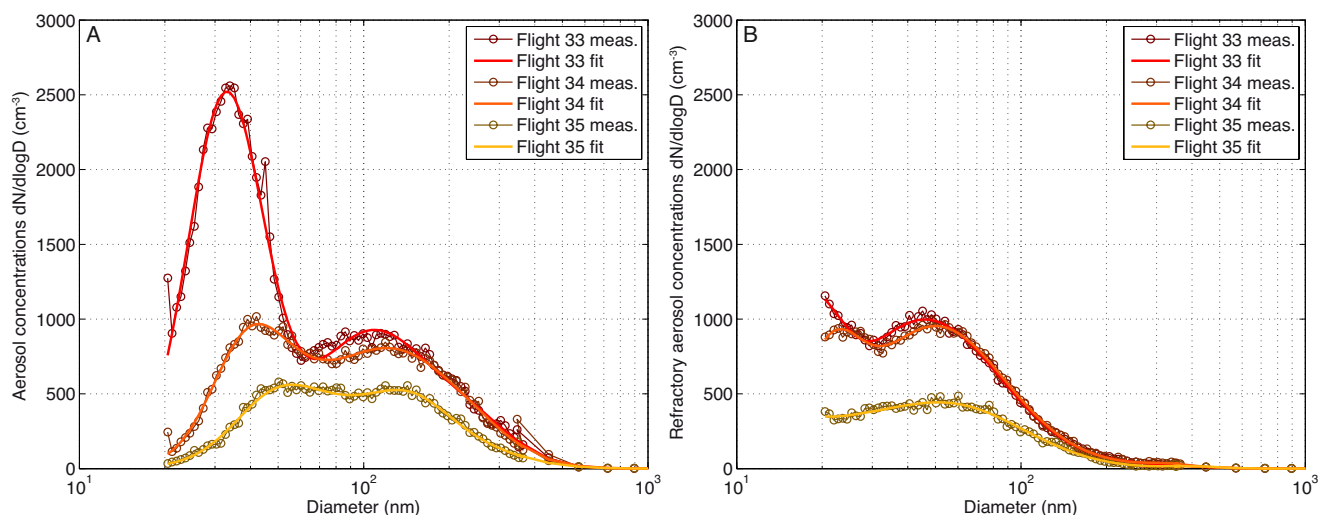 A
Aerosol concentrations dN/dlogD (cm⁻³)
3000
2500
2000
1500
1000
500
0
10¹
10²
10³
Diameter (nm)
Flight 33 meas.
Flight 33 fit
Flight 34 meas.
Flight 34 fit
Flight 35 meas.
Flight 35 fit
B
Refractory aerosol concentrations dN/dlogD (cm⁻³)
3000
2500
2000
1500
1000
500
0
10¹
10²
10³
Diameter (nm)
Flight 33 meas.
Flight 33 fit
Flight 34 meas.
Flight 34 fit
Flight 35 meas.
Flight 35 fit